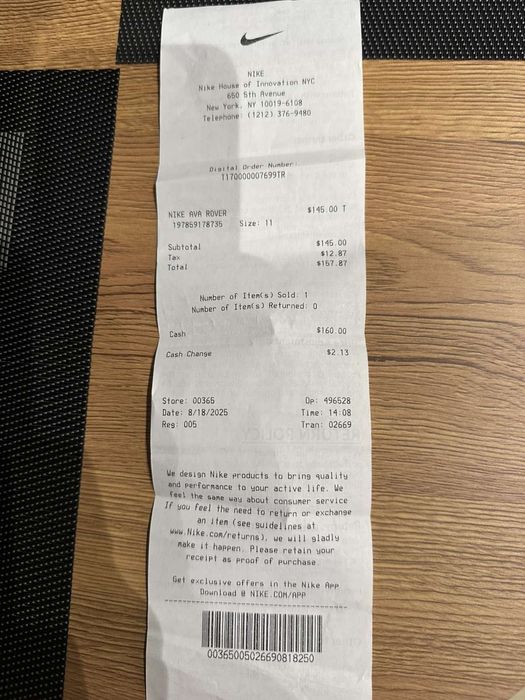 NIKE
Nike House of Innovation NYC
650 5th Avenue
New York, NY 10019-6108
Telephone: (1212) 376-9480
Digital Order Number:
1170000007699TR
NIKE AVA ROVER $145.00 T
197859178735 Size: 11
Subtotal $145.00
Tax $12.87
Total $157.87
Number of Item(s) Sold: 1
Number of Item(s) Returned: 0
Cash $160.00
Cash Change $2.13
Store: 00365 Op: 496528
Date: 8/18/2025 Time: 14:08
Reg: 005 Tran: 02669
RETURN POLICY
We design Nike products to bring quality
and performance to your active life. We
feel the same way about consumer service
If you feel the need to return or exchange
an item (see guidelines at
www.Nike.com/returns), we will gladly
make it happen. Please retain your
receipt as proof of purchase.
Get exclusive offers in the Nike App
Download @ NIKE.COM/APP
00365005026690818250